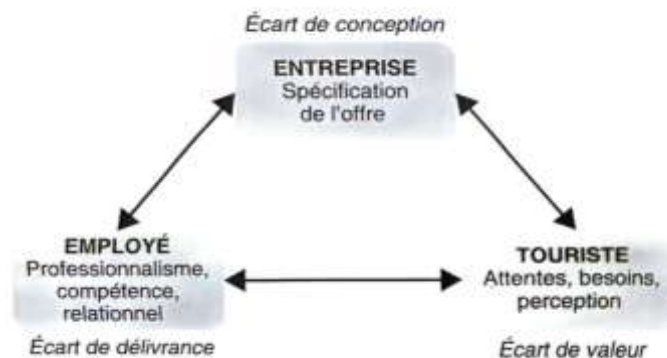 Écart de conception
ENTREPRISE
Spécification
de l'offre
EMPLOYÉ
Professionnalisme,
compétence,
relationnel
Écart de délivrance
TOURISTE
Attentes, besoins,
perception
Écart de valeur